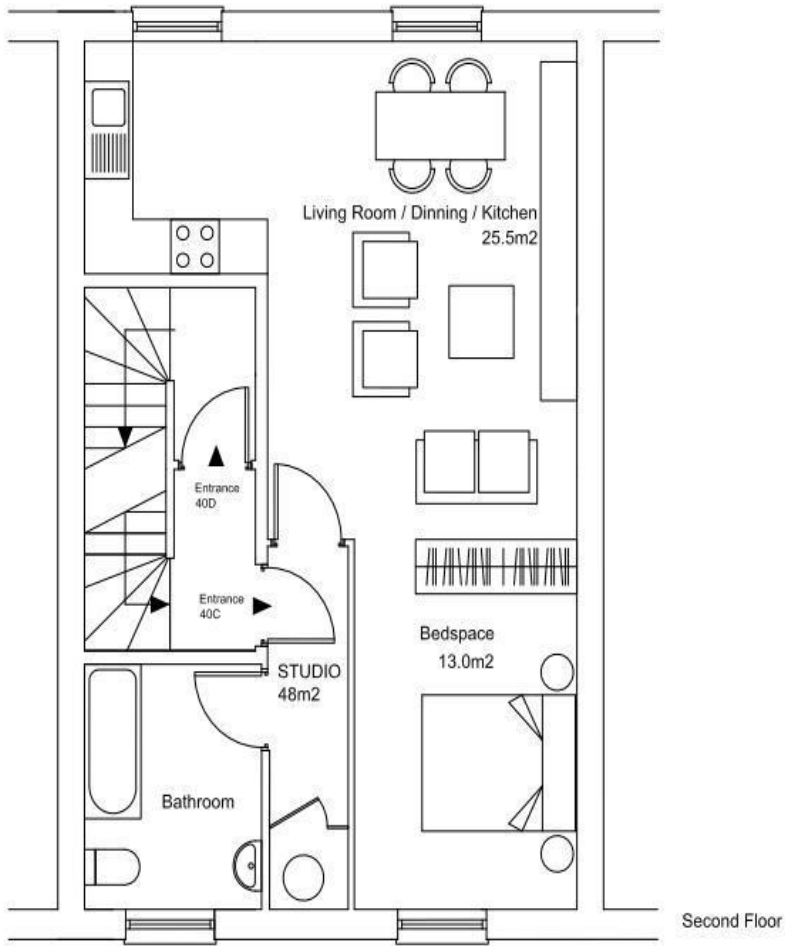 Living Room / Dinning / Kitchen
25.5m2
Entrance
40D
Entrance
40C
Bedspace
13.0m2
STUDIO
48m2
Bathroom
Second Floor